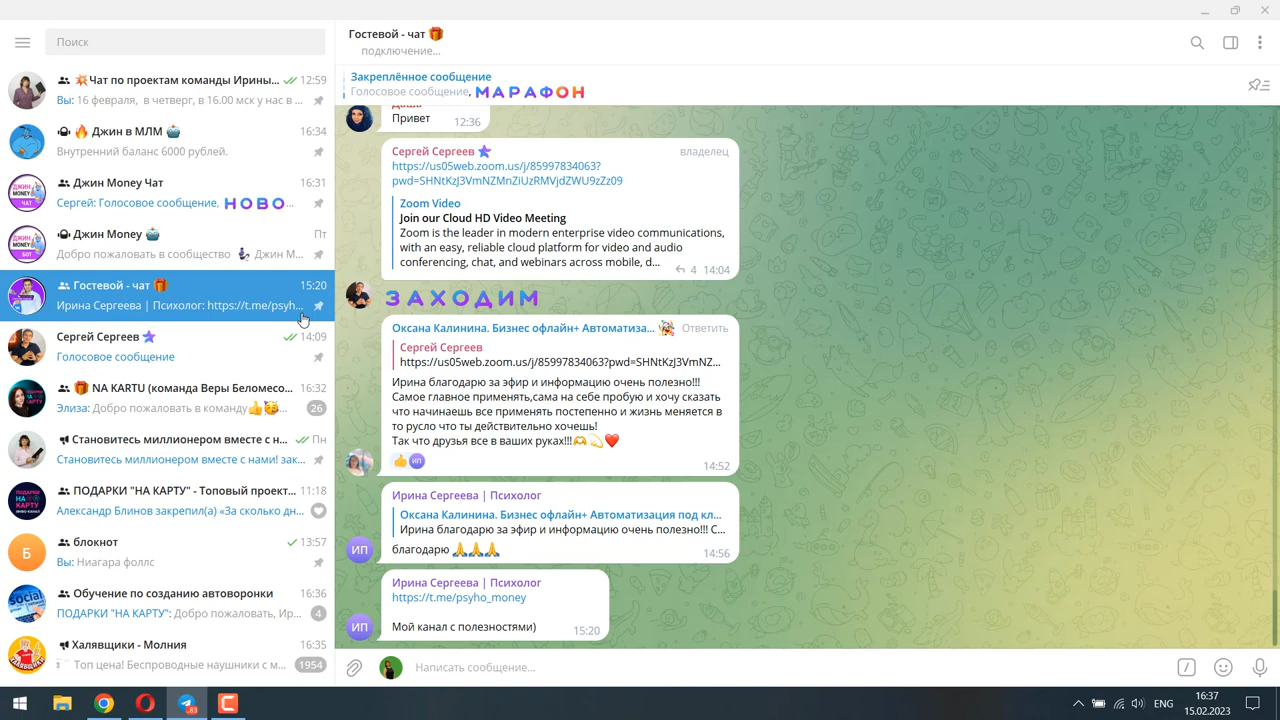 Поиск
Чат по проектам команды Ирины... 12:59
Вы: 16 февраля, в четверг, в 16.00 мск у нас в ...
Джин в МЛМ 16:34
Внутренний баланс 6000 рублей.
Джин Money Чат 16:31
Сергей: Голосовое сообщение, НОВО...
Джин Money Пт
Добро пожаловать в сообщество Джин М...
Гостевой - чат 15:20
Ирина Сергеева | Психолог: https://t.me/psyh...
Сергей Сергеев 14:09
Голосовое сообщение
NA KARTU (команда Веры Беломесо... 16:32
Элиза: Добро пожаловать в команду ... 26
Становитесь миллионером вместе с н... Пн
Становитесь миллионером вместе с нами! зак...
ПОДАРКИ "НА КАРТУ" - Топовый проект... 11:18
Александр Блинов закрепил(а) «За сколько дн...
Б
блокнот 13:57
Вы: Ниагара фоллс
Обучение по созданию автоворонки 16:36
ПОДАРКИ "НА КАРТУ": Добро пожаловать, Ир... 4
Халявщики - Молния 16:35
Топ цена! Беспроводные наушники с м... 1954
Гостевой - чат
подключение...
Закреплённое сообщение
Голосовое сообщение, МАРАФОН
Даша
Привет 12:36
Сергей Сергеев владелец
https://us05web.zoom.us/j/85997834063?
pwd=SHNtKzJ3VmNZMnZiUzRMVjdZWU9zZz09
Zoom Video
Join our Cloud HD Video Meeting
Zoom is the leader in modern enterprise video communications,
with an easy, reliable cloud platform for video and audio
conferencing, chat, and webinars across mobile, d...
4 14:04
ЗАХОДИМ
Оксана Калинина. Бизнес офлайн+ Автоматиза... Ответить
Сергей Сергеев
https://us05web.zoom.us/j/85997834063?pwd=SHNtKzJ3VmNZ...
Ирина благодарю за эфир и информацию очень полезно!!!
Самое главное применять,сама на себе пробую и хочу сказать
что начинаешь все применять постепенно и жизнь меняется в
то русло что ты действительно хочешь!
Так что друзья все в ваших руках!!!
ИП
14:52
Ирина Сергеева | Психолог
Оксана Калинина. Бизнес офлайн+ Автоматизация под кл...
Ирина благодарю за эфир и информацию очень полезно!!! С...
благодарю 14:56
ИП
Ирина Сергеева | Психолог
https://t.me/psyho_money
Мой канал с полезностями) 15:20
ИП
Написать сообщение...
83
ENG
16:37
15.02.2023